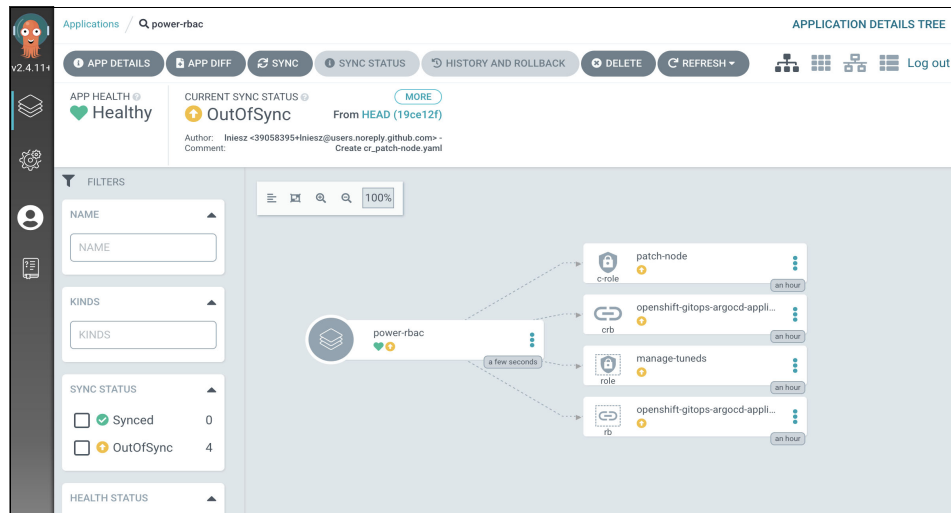 Applications / power-rbac
APPLICATION DETAILS TREE
v2.4.11+
APP DETAILS
APP DIFF
SYNC
SYNC STATUS
HISTORY AND ROLLBACK
DELETE
REFRESH
Log out
APP HEALTH
Healthy
CURRENT SYNC STATUS
MORE
OutOfSync
From HEAD (19ce12f)
Author: lniesz <39058395+lniesz@users.noreply.github.com> -
Comment: Create cr_patch-node.yaml
FILTERS
NAME
NAME
KINDS
KINDS
SYNC STATUS
Synced 0
OutOfSync 4
HEALTH STATUS
100%
power-rbac
a few seconds
patch-node
c-role
an hour
openshift-gitops-argocd-appli...
crb
an hour
manage-tuneds
role
an hour
openshift-gitops-argocd-appli...
rb
an hour